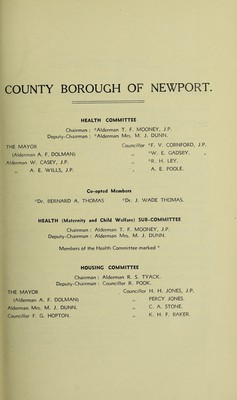 COUNTY BOROUGH OF NEWPORT.
HEALTH COMMITTEE
Chairman : °Alderman T. F. MOONEY, J.P.
Deputy-Chairman : °Alderman Mrs. M. J. DUNN.
THE MAYOR
(Alderman A. F. DOLMAN)
Alderman W. CASEY, J.P.
„ A. E. WILLS, J.P.
Councillor °F. V. CORNFORD, J.P.
„ °W. E. GADSEY. „
„ °R. H. LEY.
„ A. E. POOLE.
Co-opted Members
°Dr. BERNARD A. THOMAS °Dr. J. WADE THOMAS.
HEALTH (Maternity and Child Welfare) SUB-COMMITTEE
Chairman : Alderman T. F. MOONEY, J.P.
Deputy-Chairman : Alderman Mrs. M. J. DUNN.
Members of the Health Committee marked °
HOUSING COMMITTEE
Chairman : Alderman R. S. TYACK.
Deputy-Chairman : Councillor R. POOK.
THE MAYOR
(Alderman A. F. DOLMAN)
Alderman Mrs. M. J. DUNN.
Councillor F. G. HOPTON.
Councillor H. H. JONES, J.P.
„ PERCY JONES.
„ C. A. STONE.
„ K. H. F. BAKER.